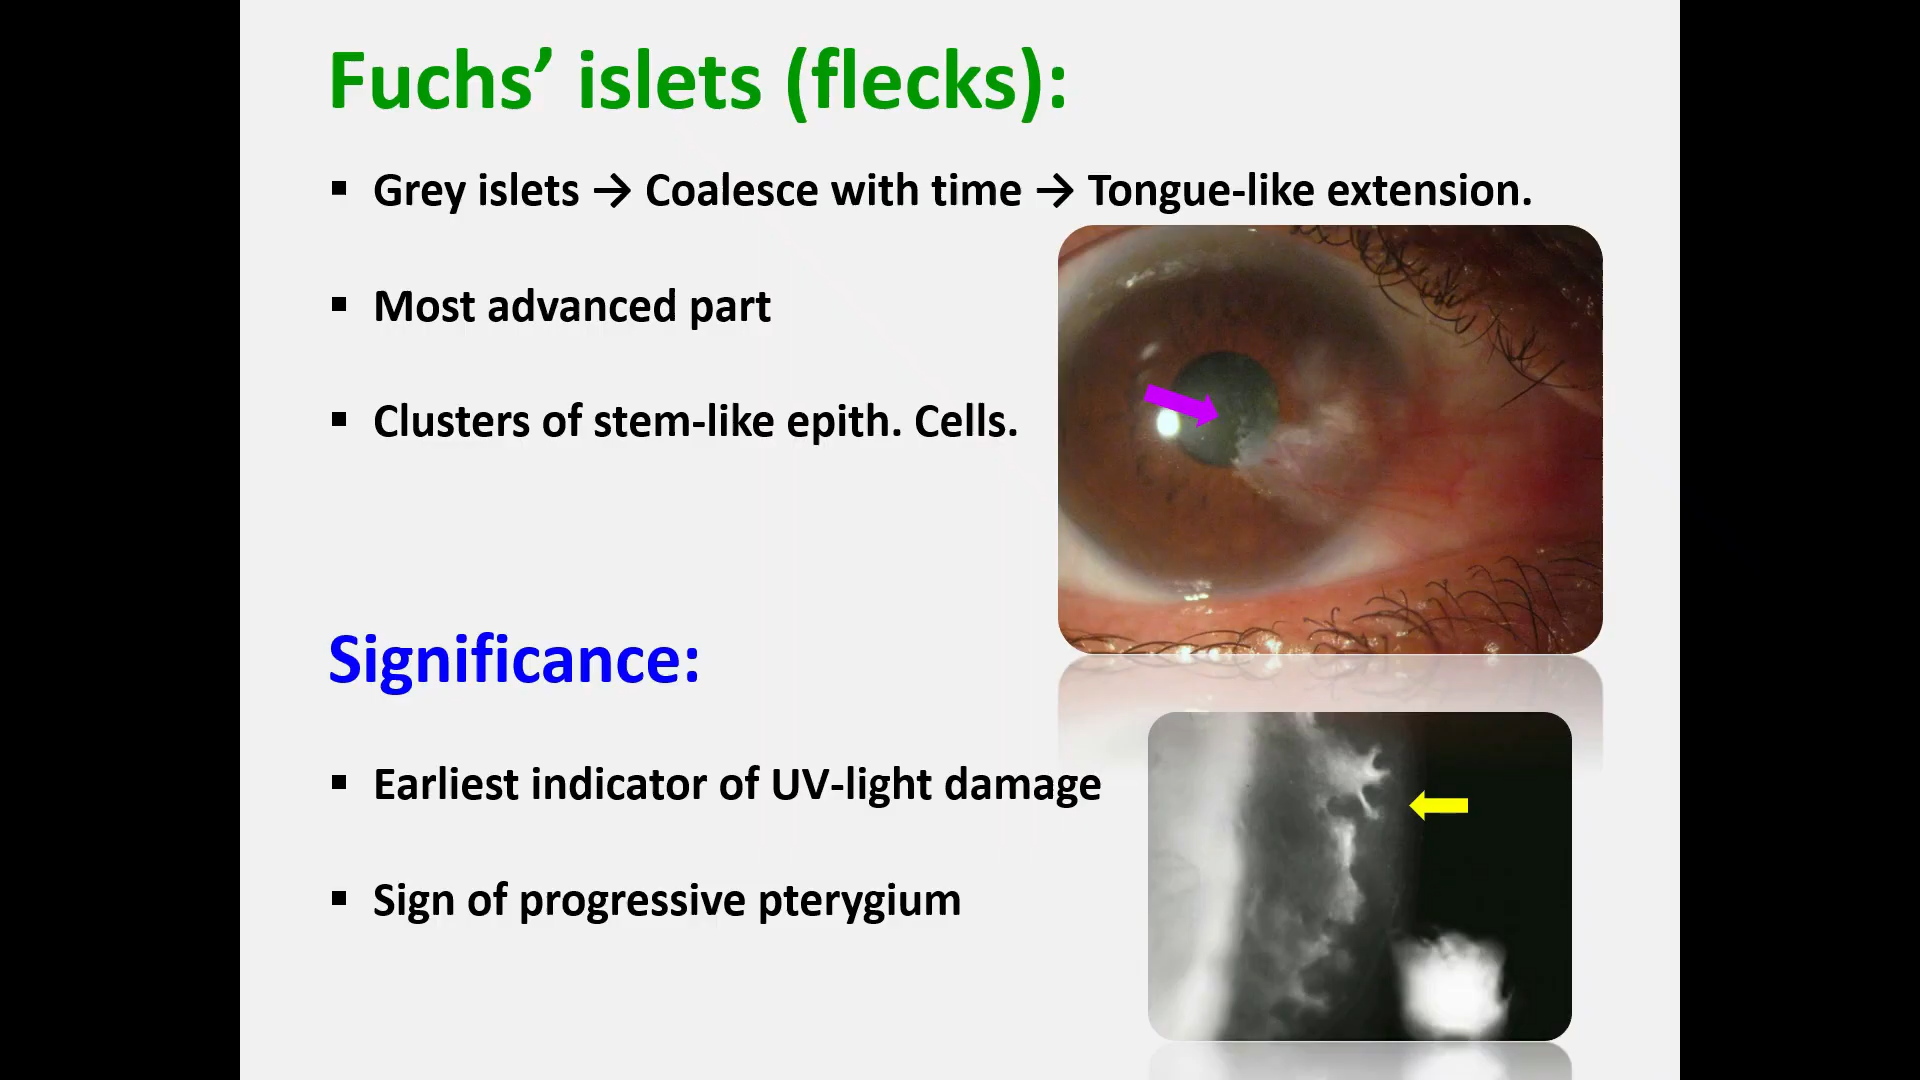 Fuchs’ islets (flecks):
▪ Grey islets → Coalesce with time → Tongue-like extension.
▪ Most advanced part
▪ Clusters of stem-like epith. Cells.
Significance:
▪ Earliest indicator of UV-light damage
▪ Sign of progressive pterygium